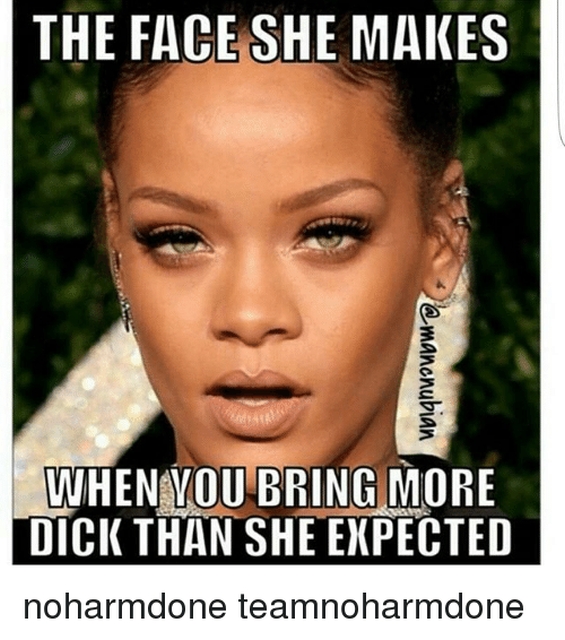 THE FACE SHE MAKES
@mancnubian
WHEN YOU BRING MORE
DICK THAN SHE EXPECTED
noharmdone teamnoharmdone